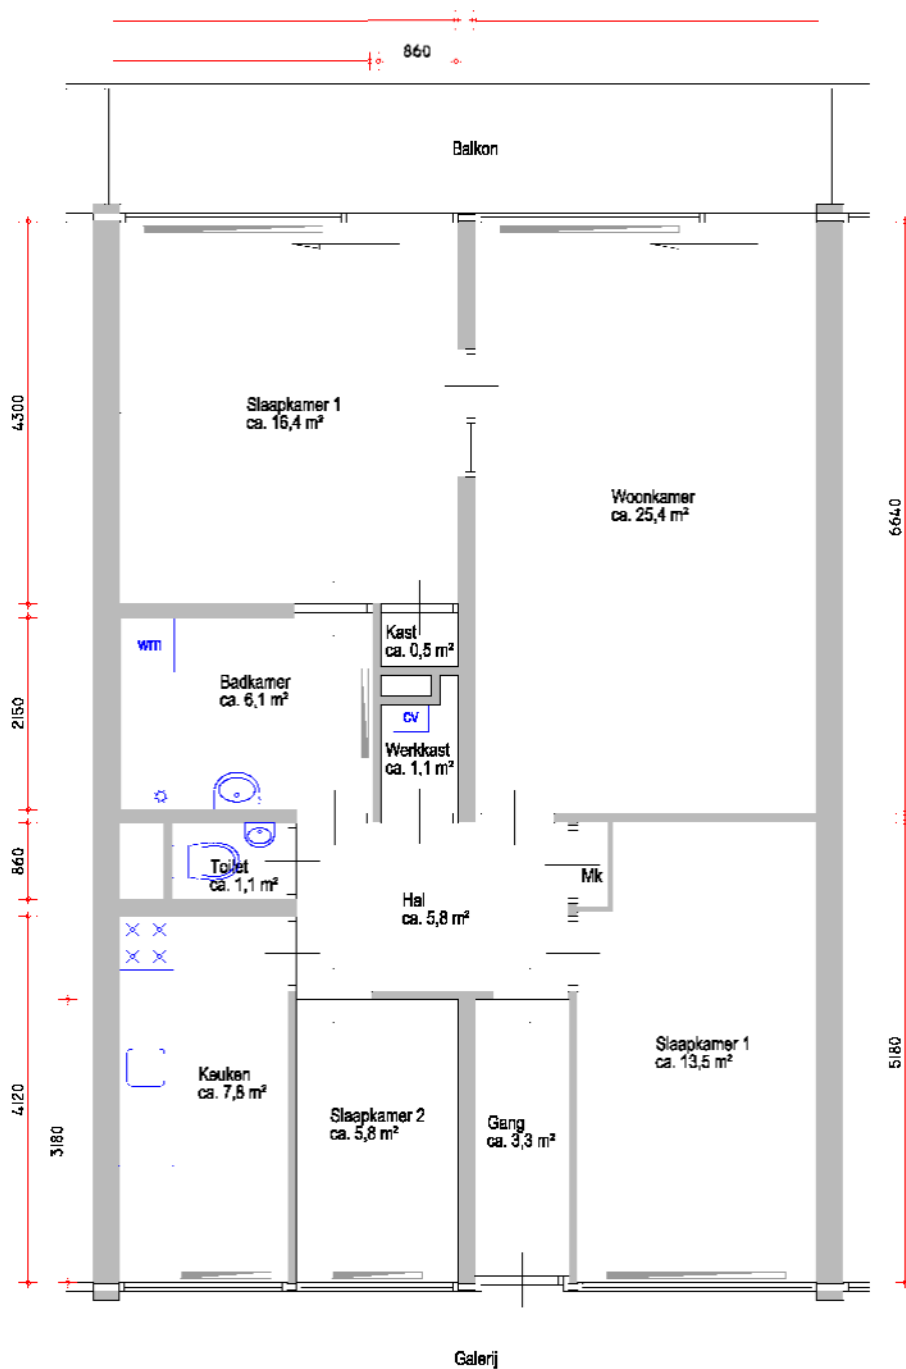 860
Balkon
4300
Slaapkamer 1
ca. 16,4 m²
Woonkamer
ca. 25,4 m²
6640
Kast
ca. 0,5 m²
wm
Badkamer
ca. 6,1 m²
2150
cv
Werkkast
ca. 1,1 m²
860
Toilet
ca. 1,1 m²
Mk
Hal
ca. 5,8 m²
Slaapkamer 1
ca. 13,5 m²
5180
Keuken
ca. 7,8 m²
4120
Slaapkamer 2
ca. 5,8 m²
Gang
ca. 3,3 m²
3180
Galerij